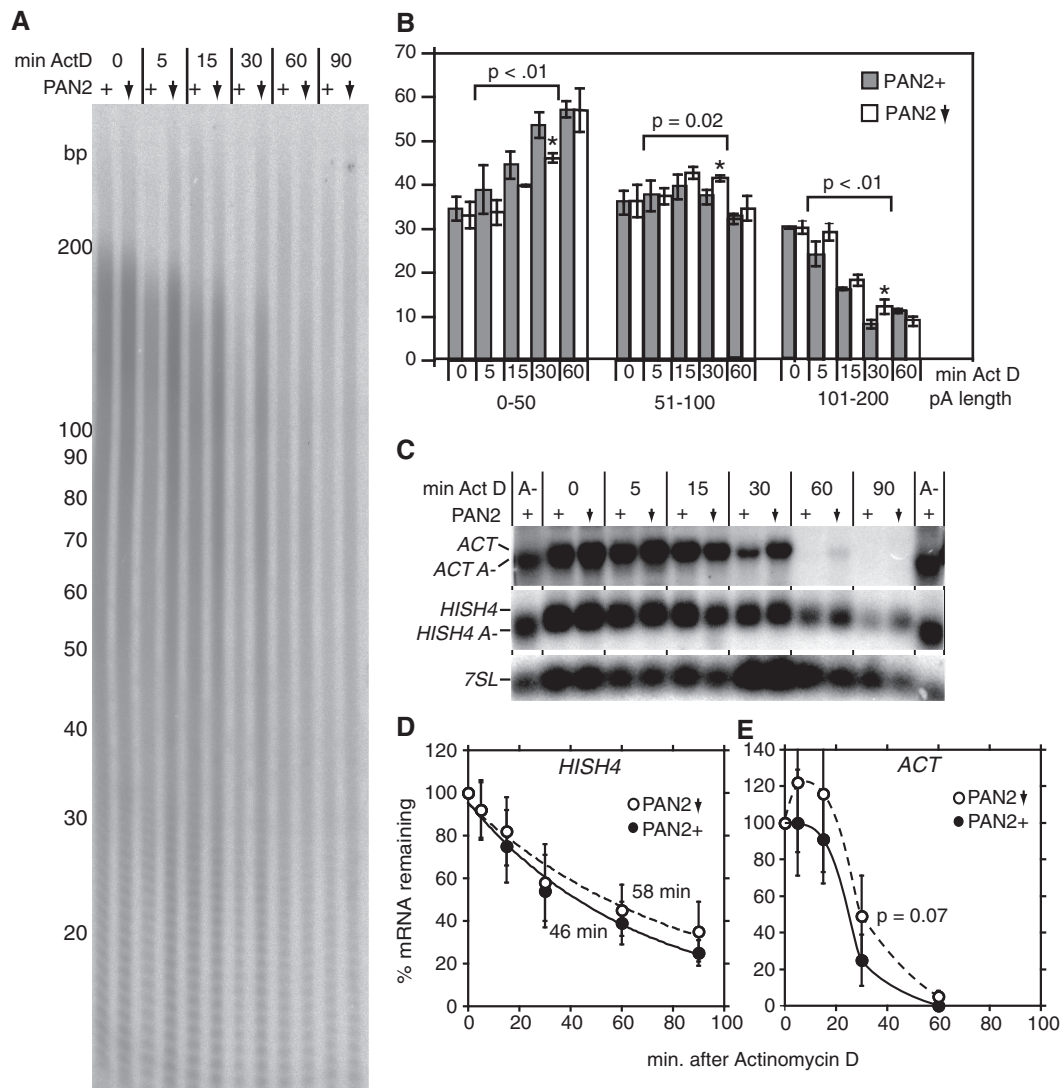 A
min ActD 0 5 15 30 60 90
PAN2 + + + + + +
bp
200
100
90
80
70
60
50
40
30
20
B
70
60
50
40
30
20
10
0
p < .01
p = 0.02
p < .01
* * *
PAN2+
PAN2
0 5 15 30 60 0 5 15 30 60 0 5 15 30 60 min Act D
0-50 51-100 101-200 pA length
C
min Act D A- 0 5 15 30 60 90 A-
PAN2 + + + + + + + +
ACT
ACT A-
HISH4
HISH4 A-
7SL
D
% mRNA remaining
120
100
80
60
40
20
0
HISH4
PAN2
PAN2+
58 min
46 min
0 20 40 60 80 100
E
140
120
100
80
60
40
20
0
ACT
PAN2
PAN2+
p = 0.07
0 20 40 60 80 100
min. after Actinomycin D